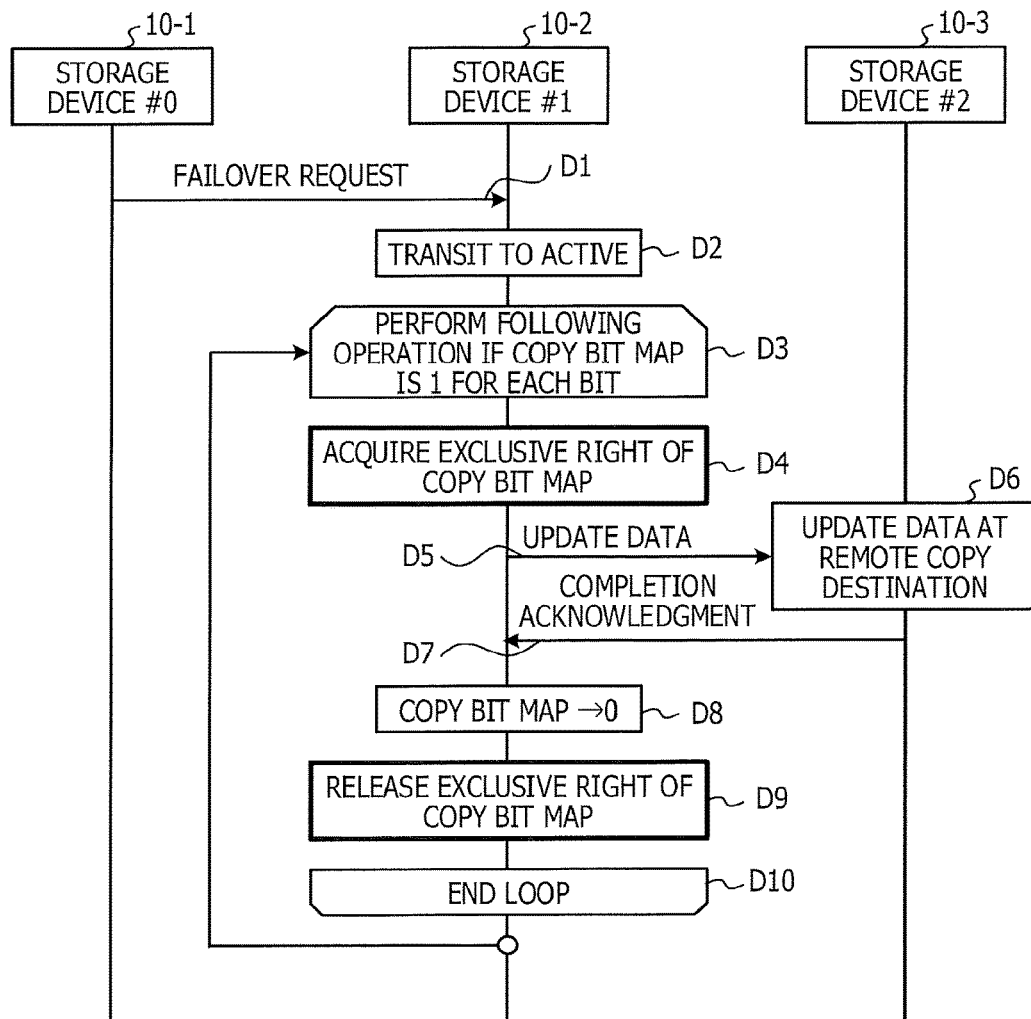 10-1
10-2
10-3
STORAGE
DEVICE #0
STORAGE
DEVICE #1
STORAGE
DEVICE #2
FAILOVER REQUEST
D1
TRANSIT TO ACTIVE
D2
PERFORM FOLLOWING
OPERATION IF COPY BIT MAP
IS 1 FOR EACH BIT
D3
ACQUIRE EXCLUSIVE RIGHT OF
COPY BIT MAP
D4
D5
UPDATE DATA
D6
UPDATE DATA AT
REMOTE COPY
DESTINATION
COMPLETION
ACKNOWLEDGMENT
D7
COPY BIT MAP →0
D8
RELEASE EXCLUSIVE RIGHT OF
COPY BIT MAP
D9
END LOOP
D10